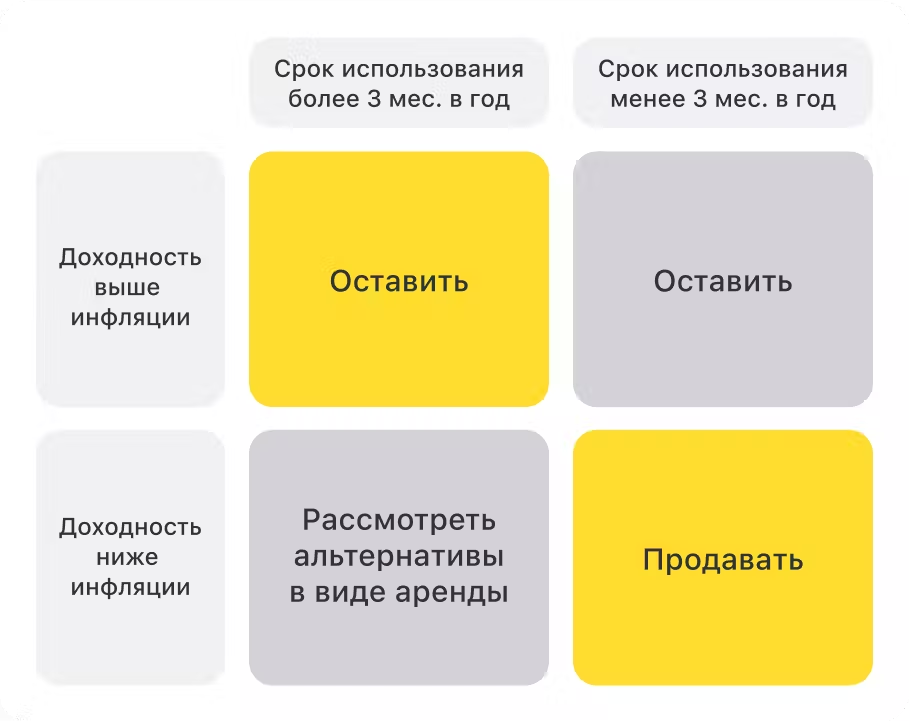 Срок использования
более 3 мес. в год
Срок использования
менее 3 мес. в год
Доходность
выше
инфляции
Оставить
Оставить
Доходность
ниже
инфляции
Рассмотреть
альтернативы
в виде аренды
Продавать